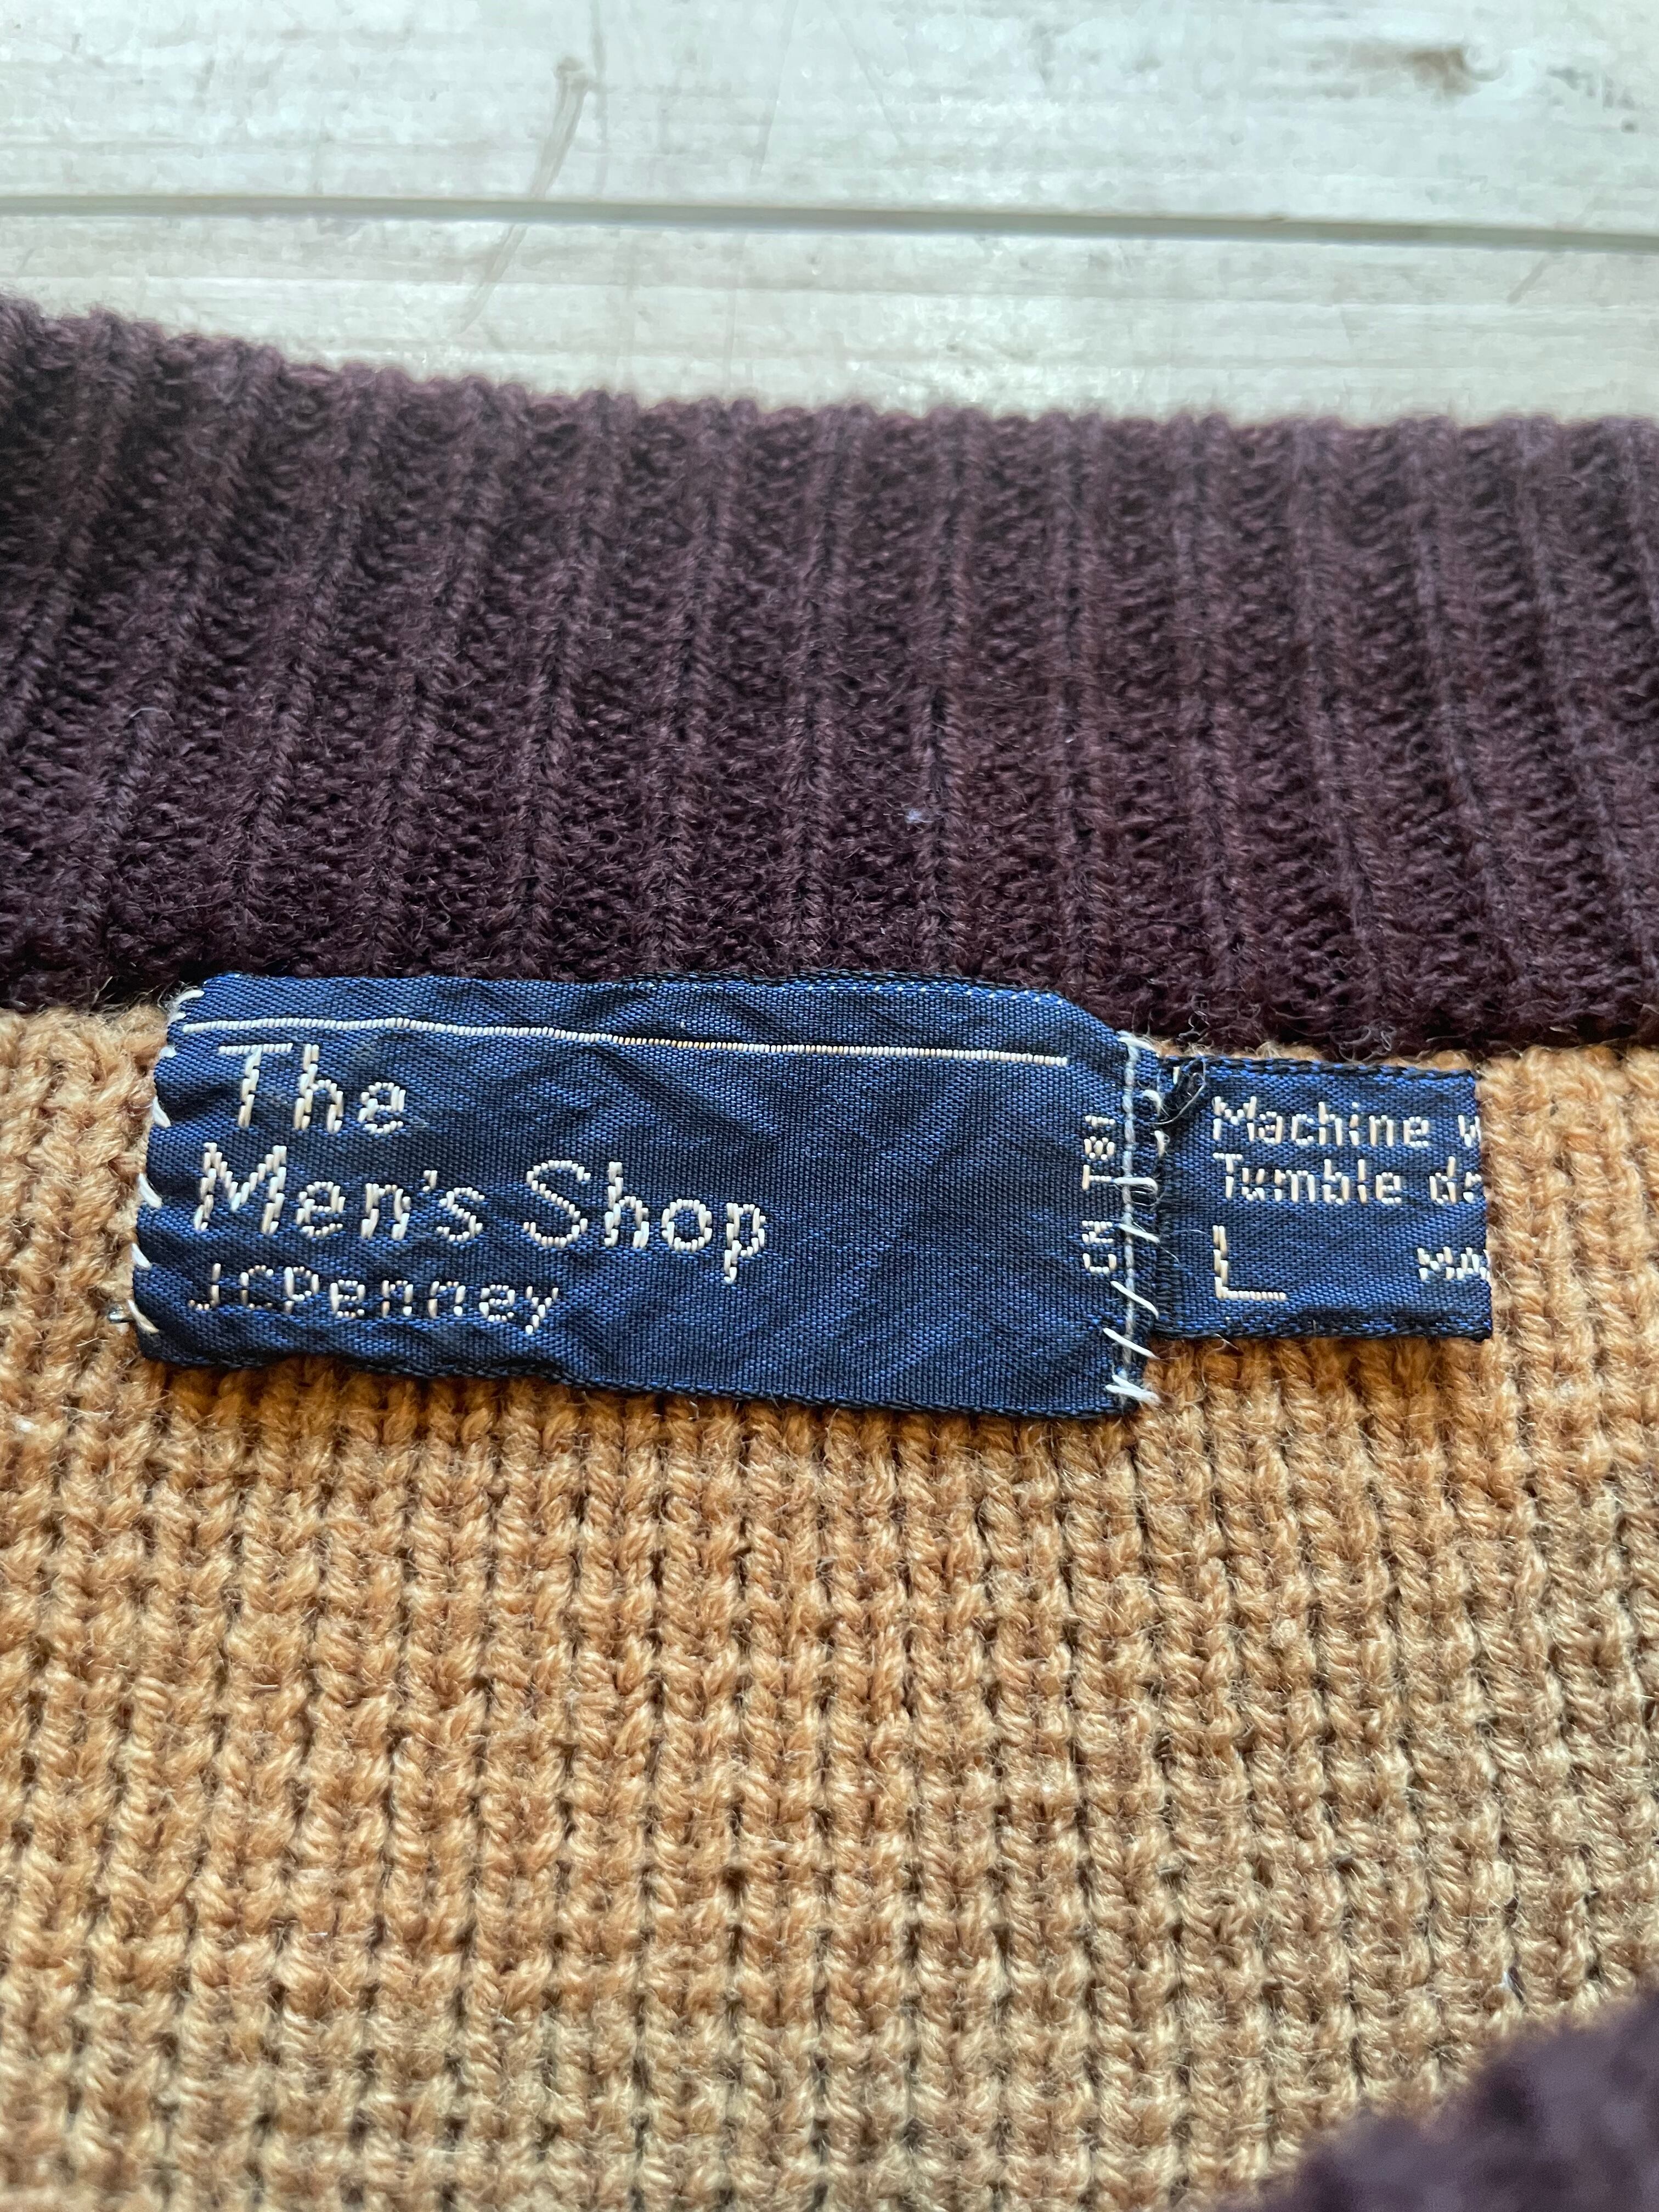 The
Men's Shop
JCPenney
Machine
Tumble
L